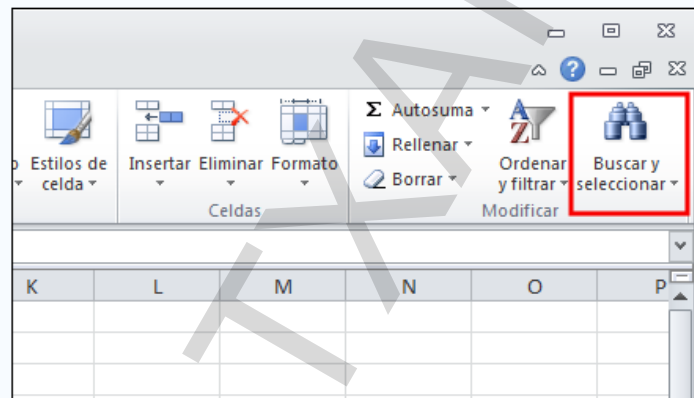 Σ Autosuma
Rellenar
Borrar
Estilos de
celda
Insertar Eliminar Formato
Ordenar
y filtrar
Buscar y
seleccionar
Celdas
Modificar
K L M N O P